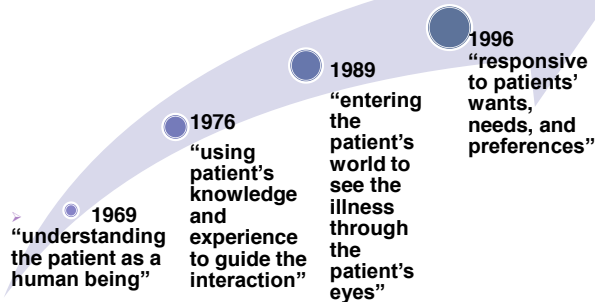 1969
“understanding
the patient as a
human being”
1976
“using
patient’s
knowledge
and
experience
to guide the
interaction”
1989
“entering
the
patient’s
world to
see the
illness
through
the
patient’s
eyes”
1996
“responsive
to patients’
wants,
needs, and
preferences”